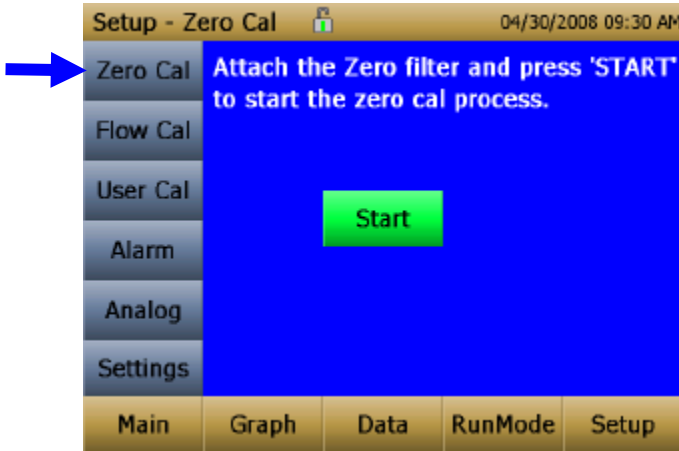 Setup - Zero Cal 04/30/2008 09:30 AM
Zero Cal
Attach the Zero filter and press 'START'
to start the zero cal process.
Flow Cal
User Cal
Start
Alarm
Analog
Settings
Main Graph Data RunMode Setup